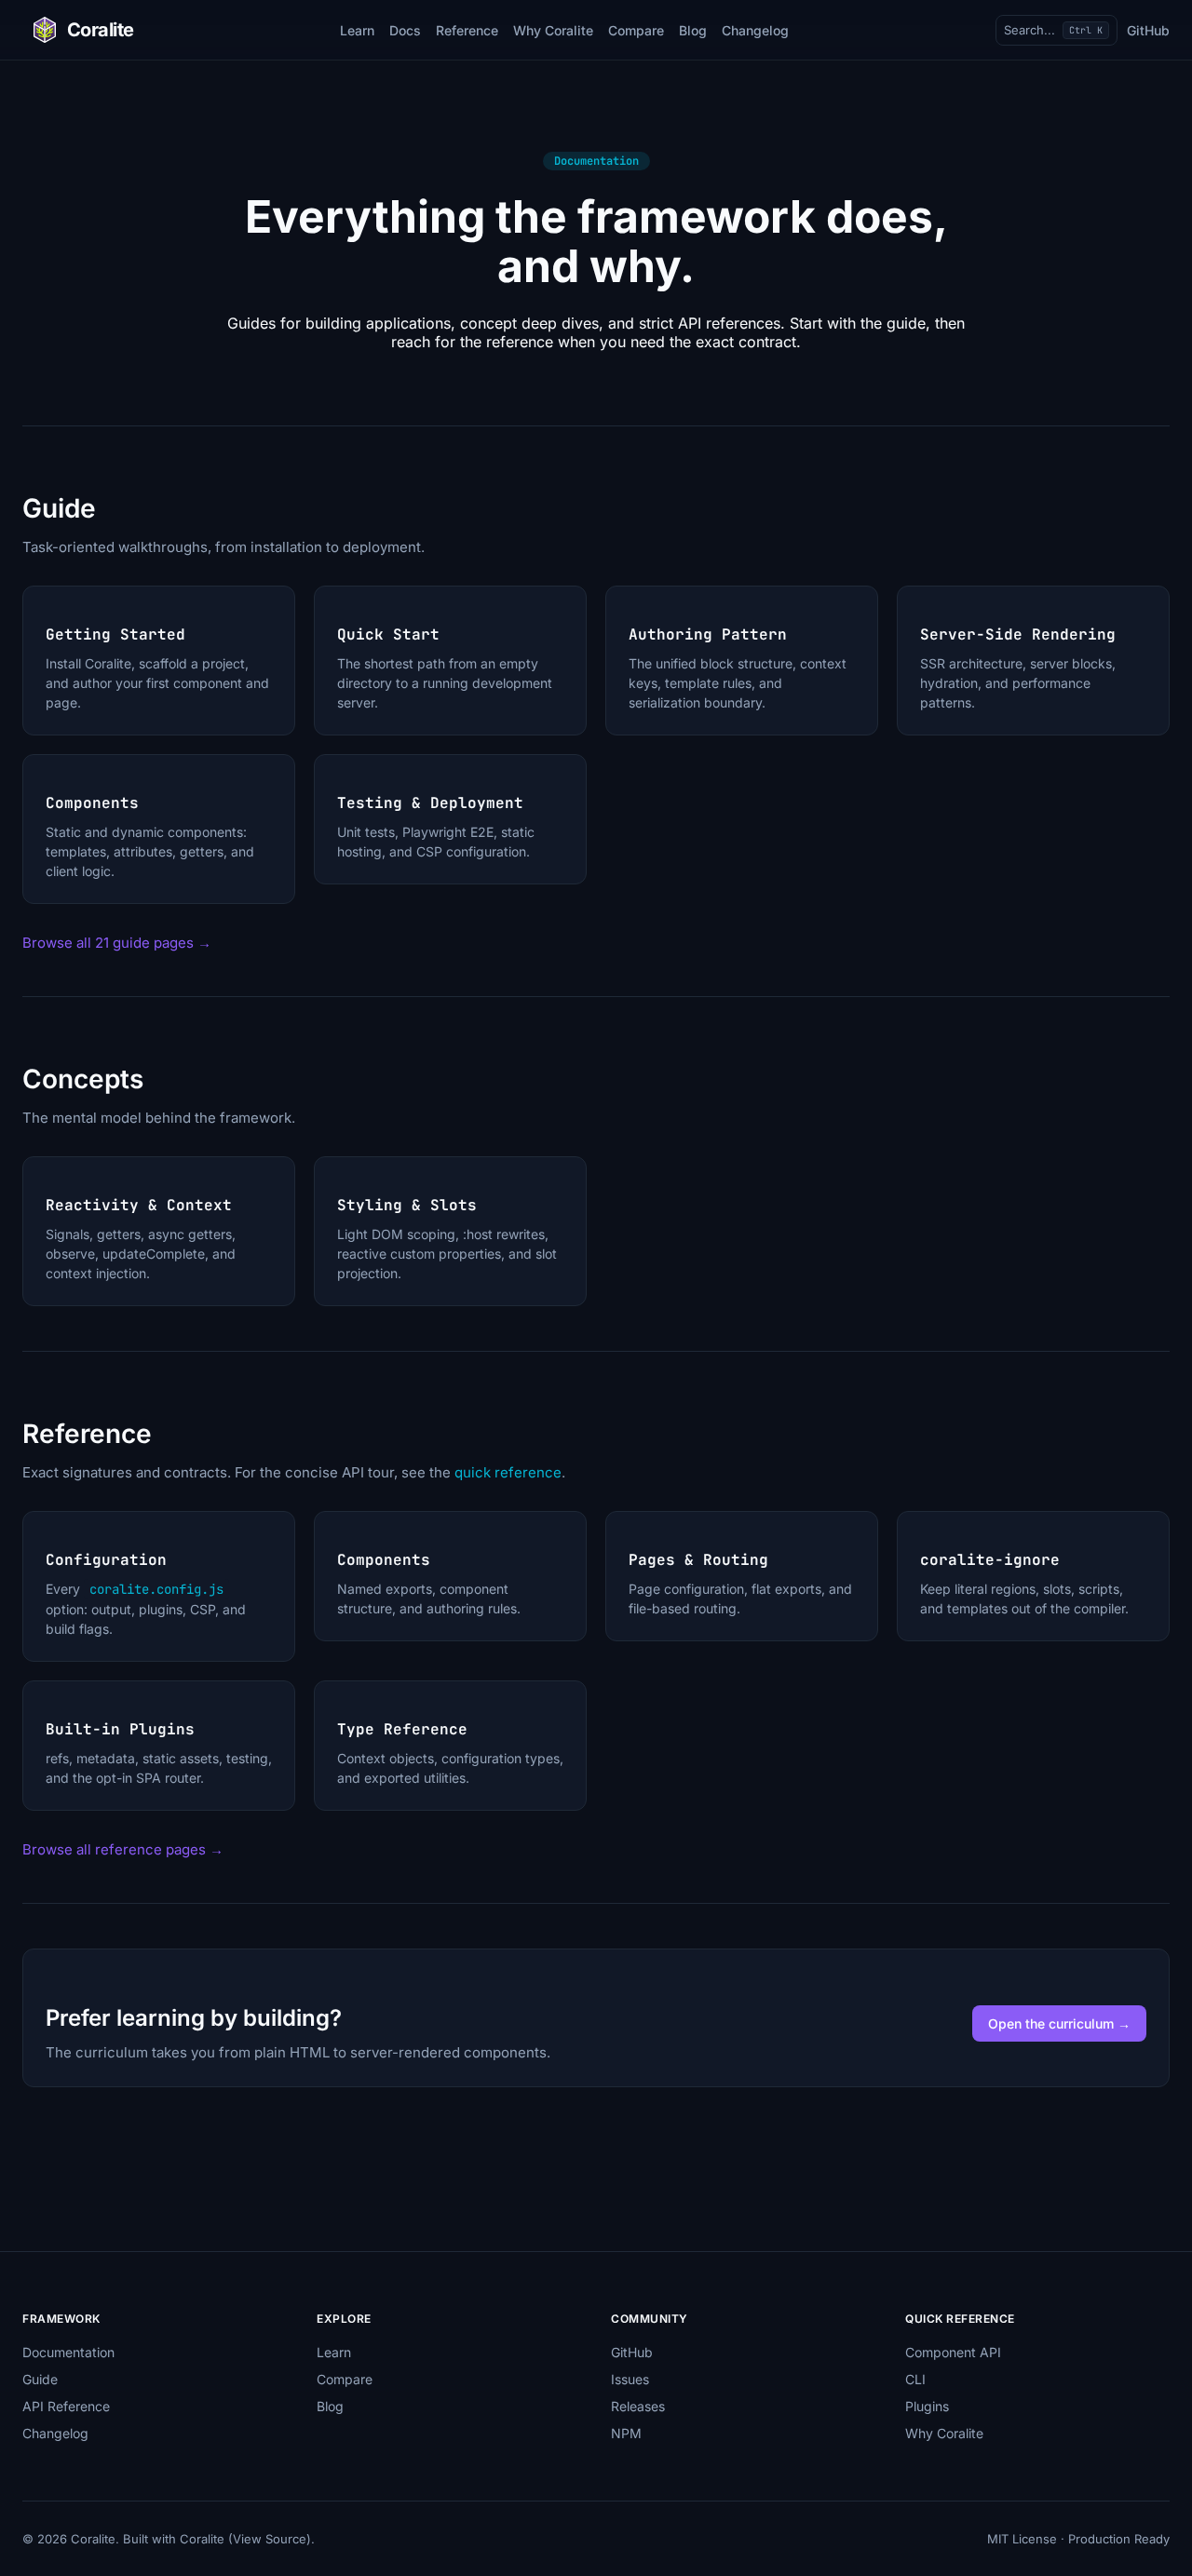 Coralite
Learn Docs Reference Why Coralite Compare Blog Changelog
Search... Ctrl K GitHub
Documentation
Everything the framework does,
and why.
Guides for building applications, concept deep dives, and strict API references. Start with the guide, then
reach for the reference when you need the exact contract.
Guide
Task-oriented walkthroughs, from installation to deployment.
Getting Started
Install Coralite, scaffold a project,
and author your first component and
page.
Quick Start
The shortest path from an empty
directory to a running development
server.
Authoring Pattern
The unified block structure, context
keys, template rules, and
serialization boundary.
Server-Side Rendering
SSR architecture, server blocks,
hydration, and performance
patterns.
Components
Static and dynamic components:
templates, attributes, getters, and
client logic.
Testing & Deployment
Unit tests, Playwright E2E, static
hosting, and CSP configuration.
Browse all 21 guide pages →
Concepts
The mental model behind the framework.
Reactivity & Context
Signals, getters, async getters,
observe, updateComplete, and
context injection.
Styling & Slots
Light DOM scoping, :host rewrites,
reactive custom properties, and slot
projection.
Reference
Exact signatures and contracts. For the concise API tour, see the quick reference.
Configuration
Every coralite.config.js
option: output, plugins, CSP, and
build flags.
Components
Named exports, component
structure, and authoring rules.
Pages & Routing
Page configuration, flat exports, and
file-based routing.
coralite-ignore
Keep literal regions, slots, scripts,
and templates out of the compiler.
Built-in Plugins
refs, metadata, static assets, testing,
and the opt-in SPA router.
Type Reference
Context objects, configuration types,
and exported utilities.
Browse all reference pages →
Prefer learning by building?
The curriculum takes you from plain HTML to server-rendered components.
Open the curriculum →
FRAMEWORK
Documentation
Guide
API Reference
Changelog
EXPLORE
Learn
Compare
Blog
COMMUNITY
GitHub
Issues
Releases
NPM
QUICK REFERENCE
Component API
CLI
Plugins
Why Coralite
© 2026 Coralite. Built with Coralite (View Source).
MIT License · Production Ready